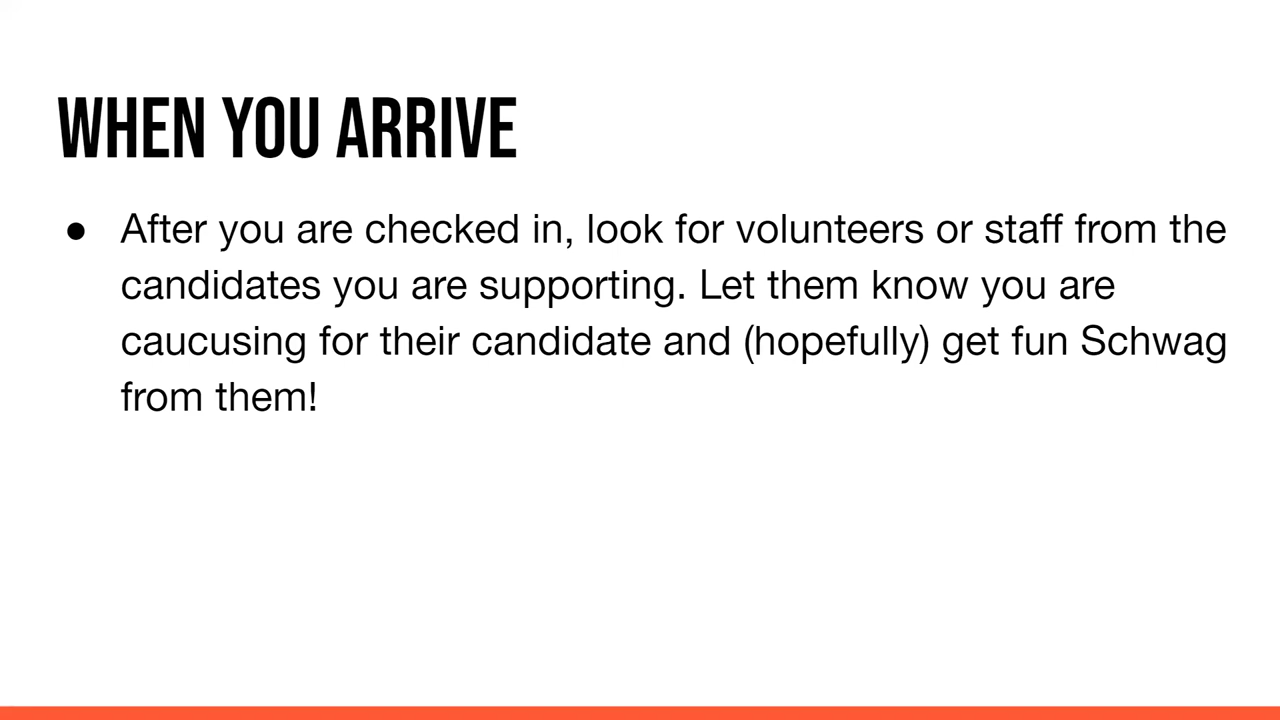 WHEN YOU ARRIVE
● After you are checked in, look for volunteers or staff from the
candidates you are supporting. Let them know you are
caucusing for their candidate and (hopefully) get fun Schwag
from them!